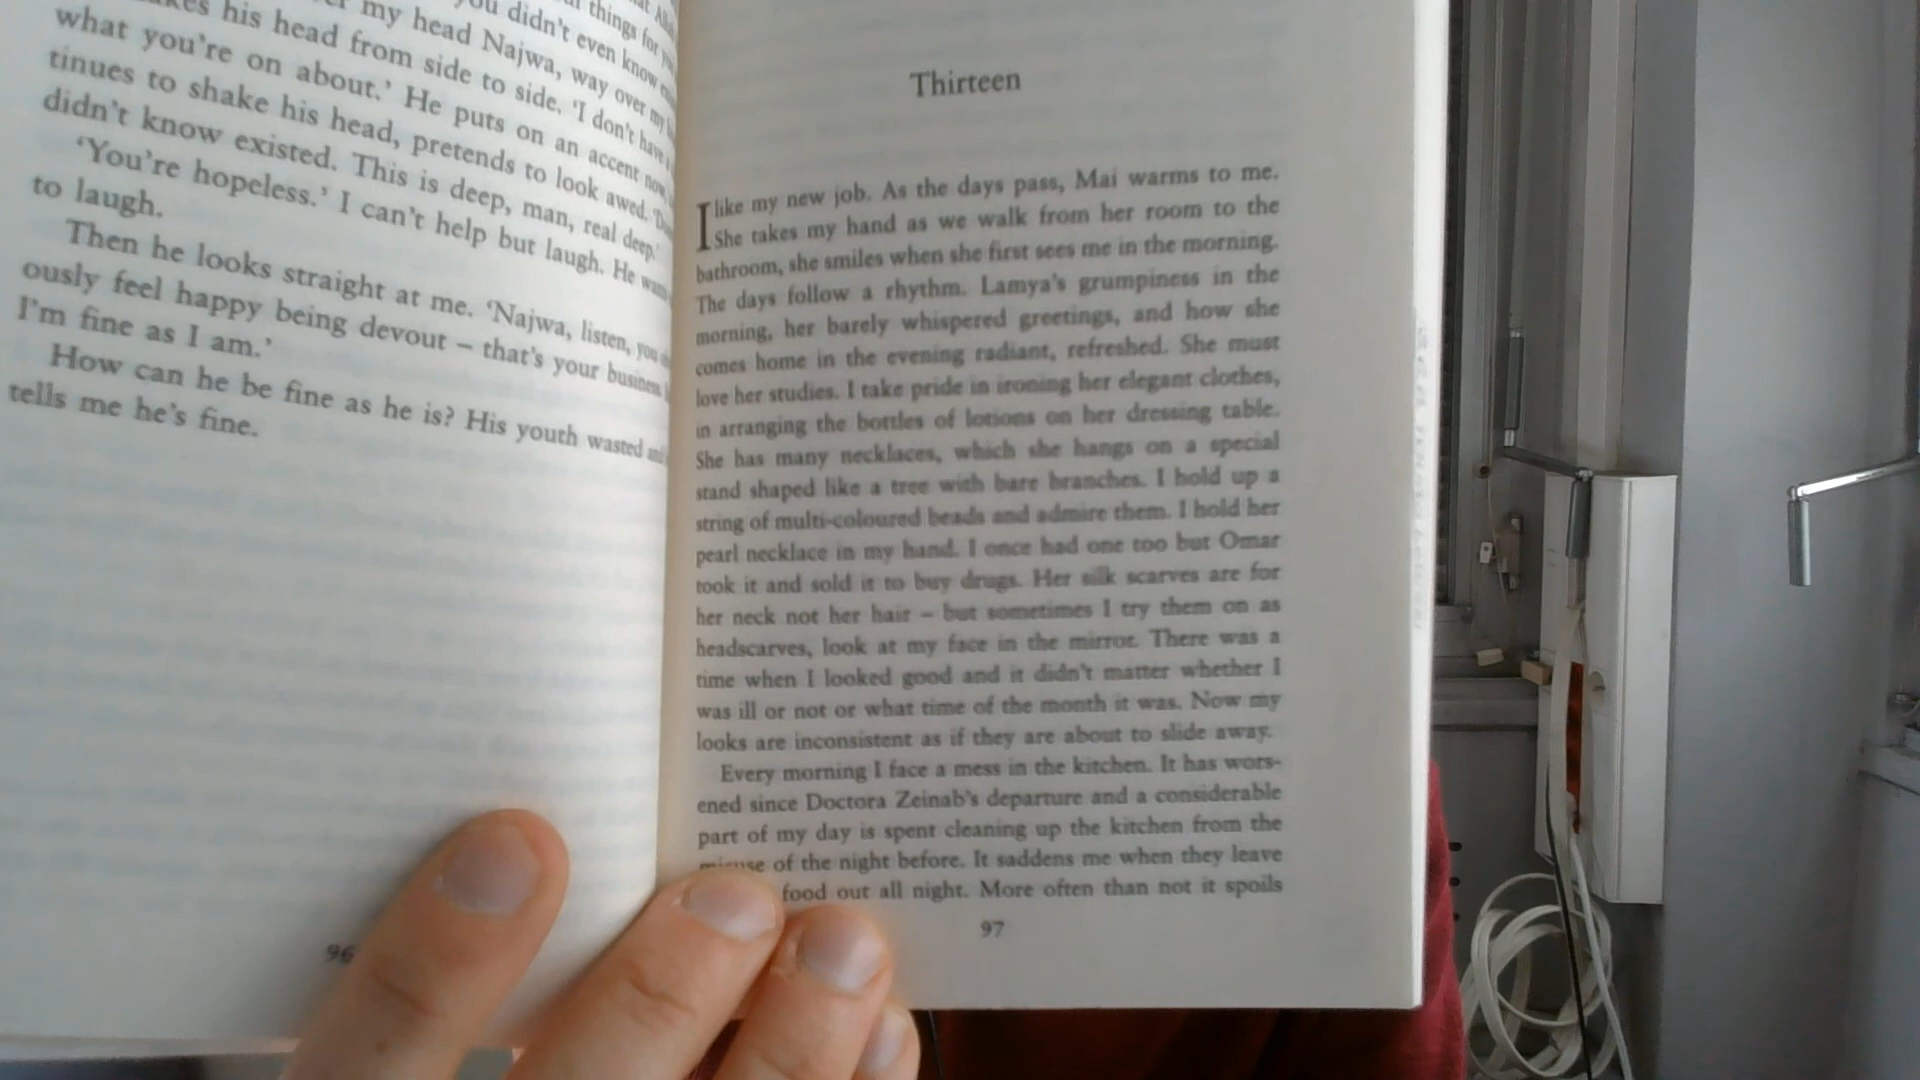 his head from side to side. 'I don't have
what you're on about.' He puts on an accent now,
tinues to shake his head, pretends to look awed.
didn't know existed. This is deep, man, real deep.'
'You're hopeless.' I can't help but laugh. He
to laugh.
Then he looks straight at me. 'Najwa, listen, you
ously feel happy being devout – that's your business
I'm fine as I am.'
How can he be fine as he is? His youth wasted
tells me he's fine.
96
Thirteen
I like my new job. As the days pass, Mai warms to me.
She takes my hand as we walk from her room to the
bathroom, she smiles when she first sees me in the morning.
The days follow a rhythm. Lamya's grumpiness in the
morning, her barely whispered greetings, and how she
comes home in the evening radiant, refreshed. She must
love her studies. I take pride in ironing her elegant clothes,
in arranging the bottles of lotions on her dressing table.
She has many necklaces, which she hangs on a special
stand shaped like a tree with bare branches. I hold up a
string of multi-coloured beads and admire them. I hold her
pearl necklace in my hand. I once had one too but Omar
took it and sold it to buy drugs. Her silk scarves are for
her neck not her hair – but sometimes I try them on as
headscarves, look at my face in the mirror. There was a
time when I looked good and it didn't matter whether I
was ill or not or what time of the month it was. Now my
looks are inconsistent as if they are about to slide away.
Every morning I face a mess in the kitchen. It has wors-
ened since Doctora Zeinab's departure and a considerable
part of my day is spent cleaning up the kitchen from the
misuse of the night before. It saddens me when they leave
food out all night. More often than not it spoils
97